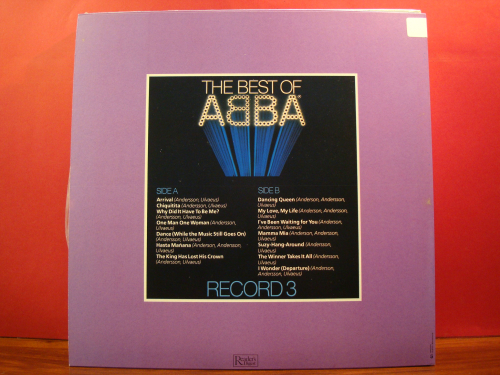 THE BEST OF
ABBA
SIDE A
Arrival (Andersson, Ulvaeus)
Chiquitita (Andersson, Ulvaeus)
Why Did It Have To Be Me?
(Andersson, Ulvaeus)
One Man One Woman (Andersson,
Ulvaeus)
Dance (While the Music Still Goes On)
(Andersson, Ulvaeus)
Hasta Mañana (Anderson, Andersson,
Ulvaeus)
The King Has Lost His Crown
(Andersson, Ulvaeus)
SIDE B
Dancing Queen (Anderson, Andersson,
Ulvaeus)
My Love, My Life (Anderson, Andersson,
Ulvaeus)
I've Been Waiting for You (Anderson,
Andersson, Ulvaeus)
Mamma Mia (Anderson, Andersson,
Ulvaeus)
Suzy-Hang-Around (Andersson,
Ulvaeus)
The Winner Takes It All (Andersson,
Ulvaeus)
I Wonder (Departure) (Anderson,
Andersson, Ulvaeus)
RECORD 3
Reader's
Digest